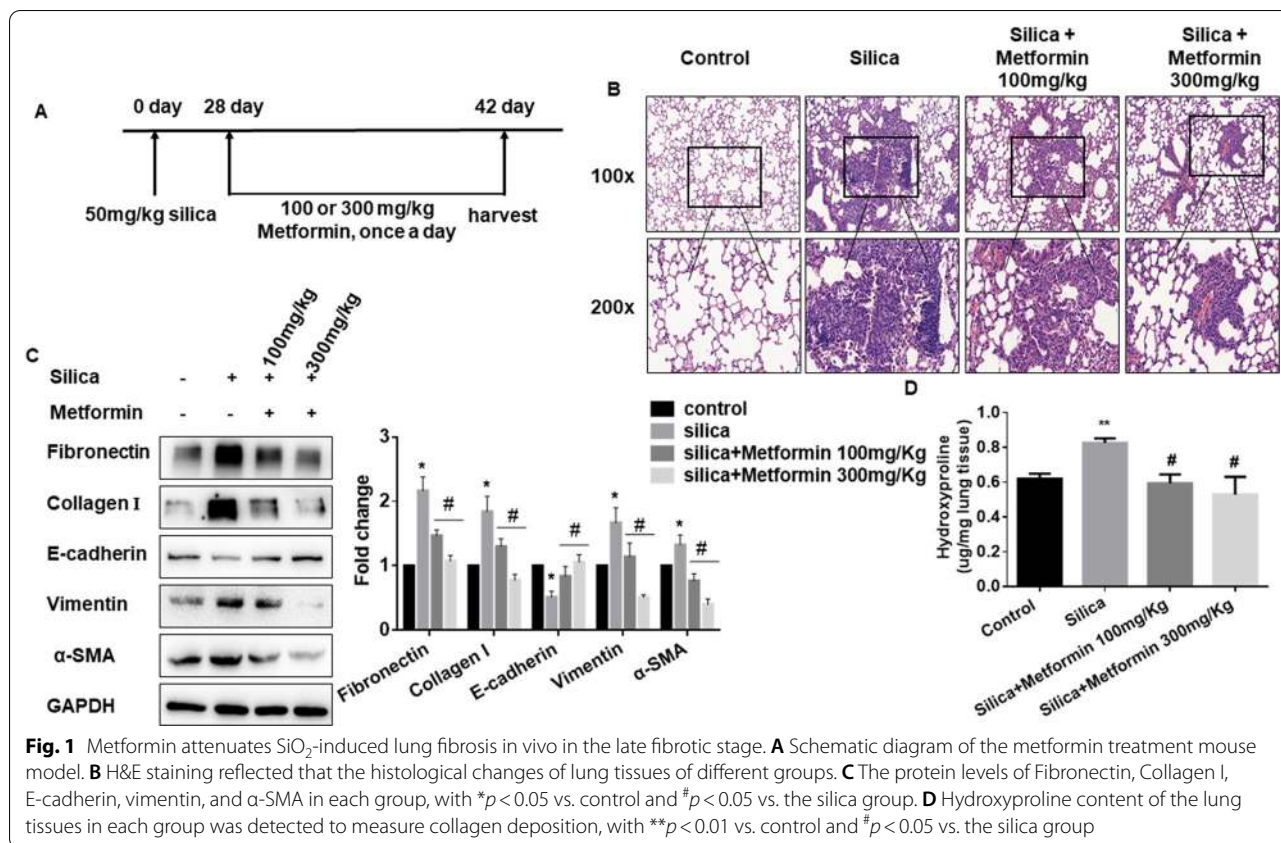 A
0 day
28 day
42 day
50mg/kg silica
100 or 300 mg/kg
Metformin, once a day
harvest
B
Control
Silica
Silica +
Metformin
100mg/kg
Silica +
Metformin
300mg/kg
100x
200x
C
100mg/kg
300mg/kg
Silica - + + +
Metformin - - + +
Fibronectin
Collagen I
E-cadherin
Vimentin
α-SMA
GAPDH
control
silica
silica+Metformin 100mg/Kg
silica+Metformin 300mg/Kg
Fold change
3
2
1
0
* # * # * # * # * #
Fibronectin
Collagen I
E-cadherin
Vimentin
α-SMA
D
Hydroxyproline
(ug/mg lung tissue)
1.0
0.8
0.6
0.4
0.2
0.0
** # #
Control
Silica
Silica+Metformin 100mg/Kg
Silica+Metformin 300mg/Kg
Fig. 1 Metformin attenuates SiO₂-induced lung fibrosis in vivo in the late fibrotic stage. A Schematic diagram of the metformin treatment mouse
model. B H&E staining reflected that the histological changes of lung tissues of different groups. C The protein levels of Fibronectin, Collagen I,
E-cadherin, vimentin, and α-SMA in each group, with *p < 0.05 vs. control and #p < 0.05 vs. the silica group. D Hydroxyproline content of the lung
tissues in each group was detected to measure collagen deposition, with **p < 0.01 vs. control and #p < 0.05 vs. the silica group